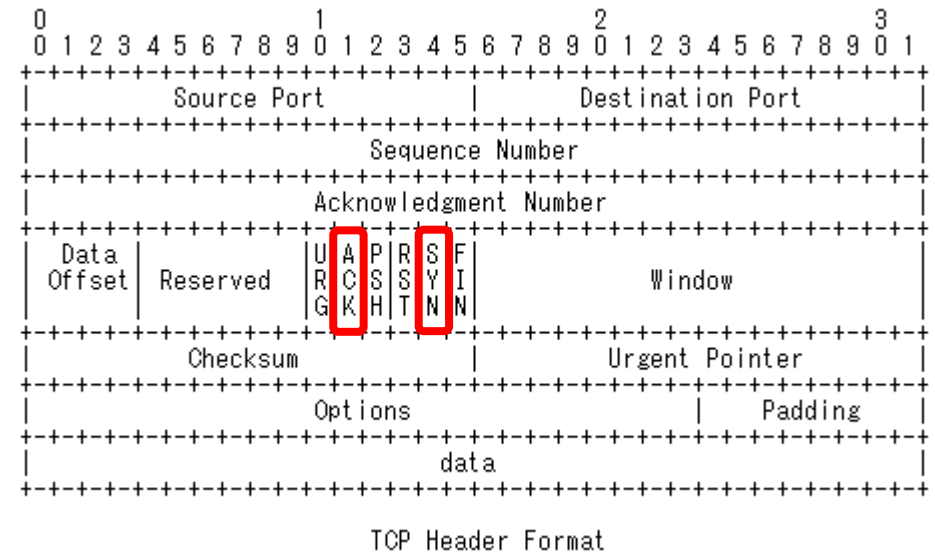 0                   1                   2                   3
0 1 2 3 4 5 6 7 8 9 0 1 2 3 4 5 6 7 8 9 0 1 2 3 4 5 6 7 8 9 0 1
+-+-+-+-+-+-+-+-+-+-+-+-+-+-+-+-+-+-+-+-+-+-+-+-+-+-+-+-+-+-+-+-+
|          Source Port          |       Destination Port        |
+-+-+-+-+-+-+-+-+-+-+-+-+-+-+-+-+-+-+-+-+-+-+-+-+-+-+-+-+-+-+-+-+
|                        Sequence Number                        |
+-+-+-+-+-+-+-+-+-+-+-+-+-+-+-+-+-+-+-+-+-+-+-+-+-+-+-+-+-+-+-+-+
|                    Acknowledgment Number                      |
+-+-+-+-+-+-+-+-+-+-+-+-+-+-+-+-+-+-+-+-+-+-+-+-+-+-+-+-+-+-+-+-+
|  Data |           |U|A|P|R|S|F|                               |
| Offset| Reserved  |R|C|S|S|Y|I|            Window             |
|       |           |G|K|H|T|N|N|                               |
+-+-+-+-+-+-+-+-+-+-+-+-+-+-+-+-+-+-+-+-+-+-+-+-+-+-+-+-+-+-+-+-+
|           Checksum            |         Urgent Pointer        |
+-+-+-+-+-+-+-+-+-+-+-+-+-+-+-+-+-+-+-+-+-+-+-+-+-+-+-+-+-+-+-+-+
|                    Options                    |    Padding    |
+-+-+-+-+-+-+-+-+-+-+-+-+-+-+-+-+-+-+-+-+-+-+-+-+-+-+-+-+-+-+-+-+
|                             data                              |
+-+-+-+-+-+-+-+-+-+-+-+-+-+-+-+-+-+-+-+-+-+-+-+-+-+-+-+-+-+-+-+-+
TCP Header Format